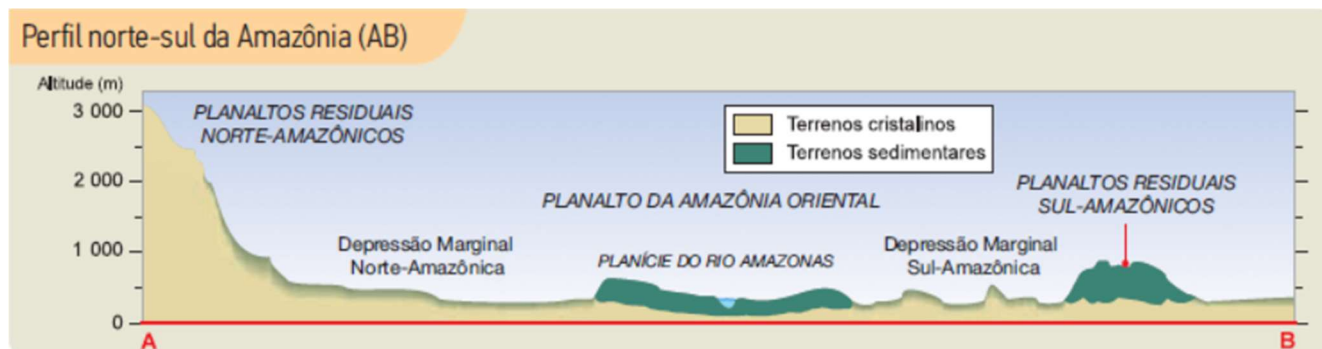 Perfil norte-sul da Amazônia (AB)
Altitude (m)
3 000
2 000
1 000
0
PLANALTOS RESIDUAIS
NORTE-AMAZÔNICOS
Terrenos cristalinos
Terrenos sedimentares
PLANALTO DA AMAZÔNIA ORIENTAL
PLANALTOS RESIDUAIS
SUL-AMAZÔNICOS
Depressão Marginal
Norte-Amazônica
PLANÍCIE DO RIO AMAZONAS
Depressão Marginal
Sul-Amazônica
A
B